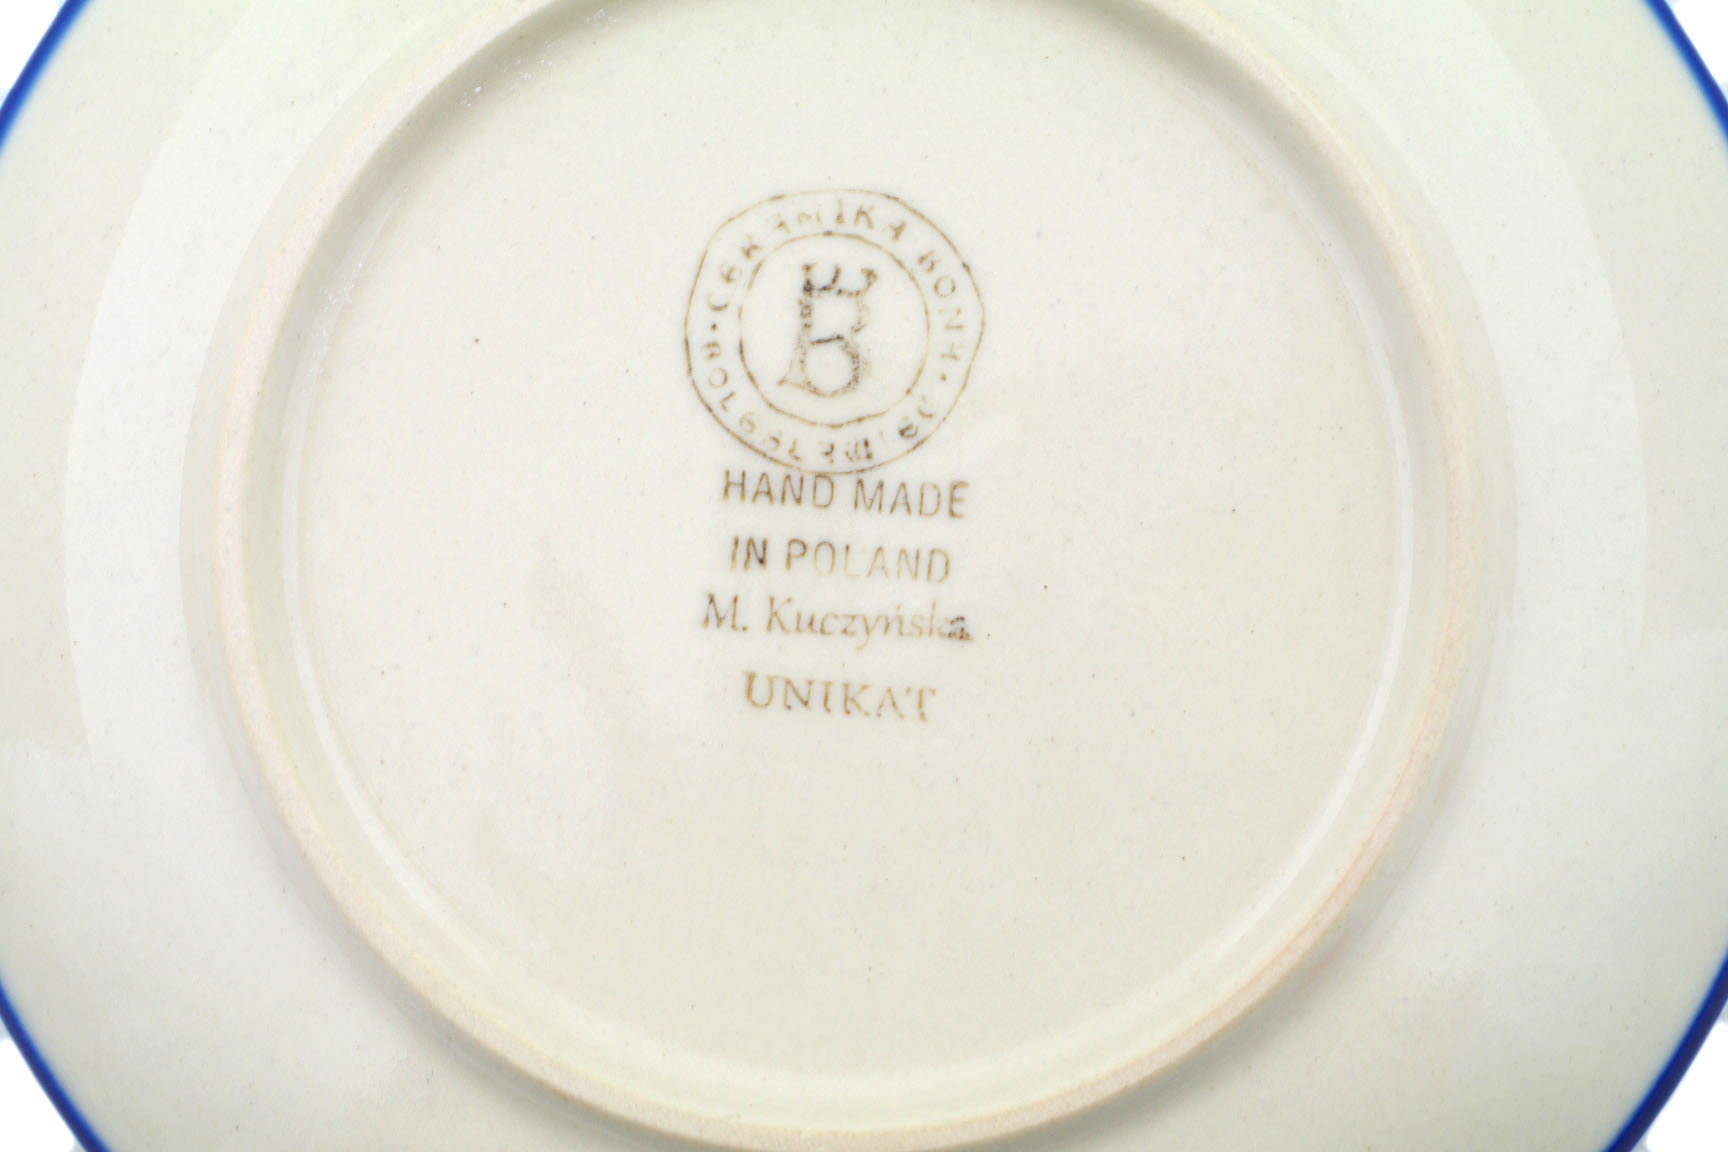 CERAMIKA BONA
B
HAND MADE
IN POLAND
M. Kuczyńska
UNIKAT